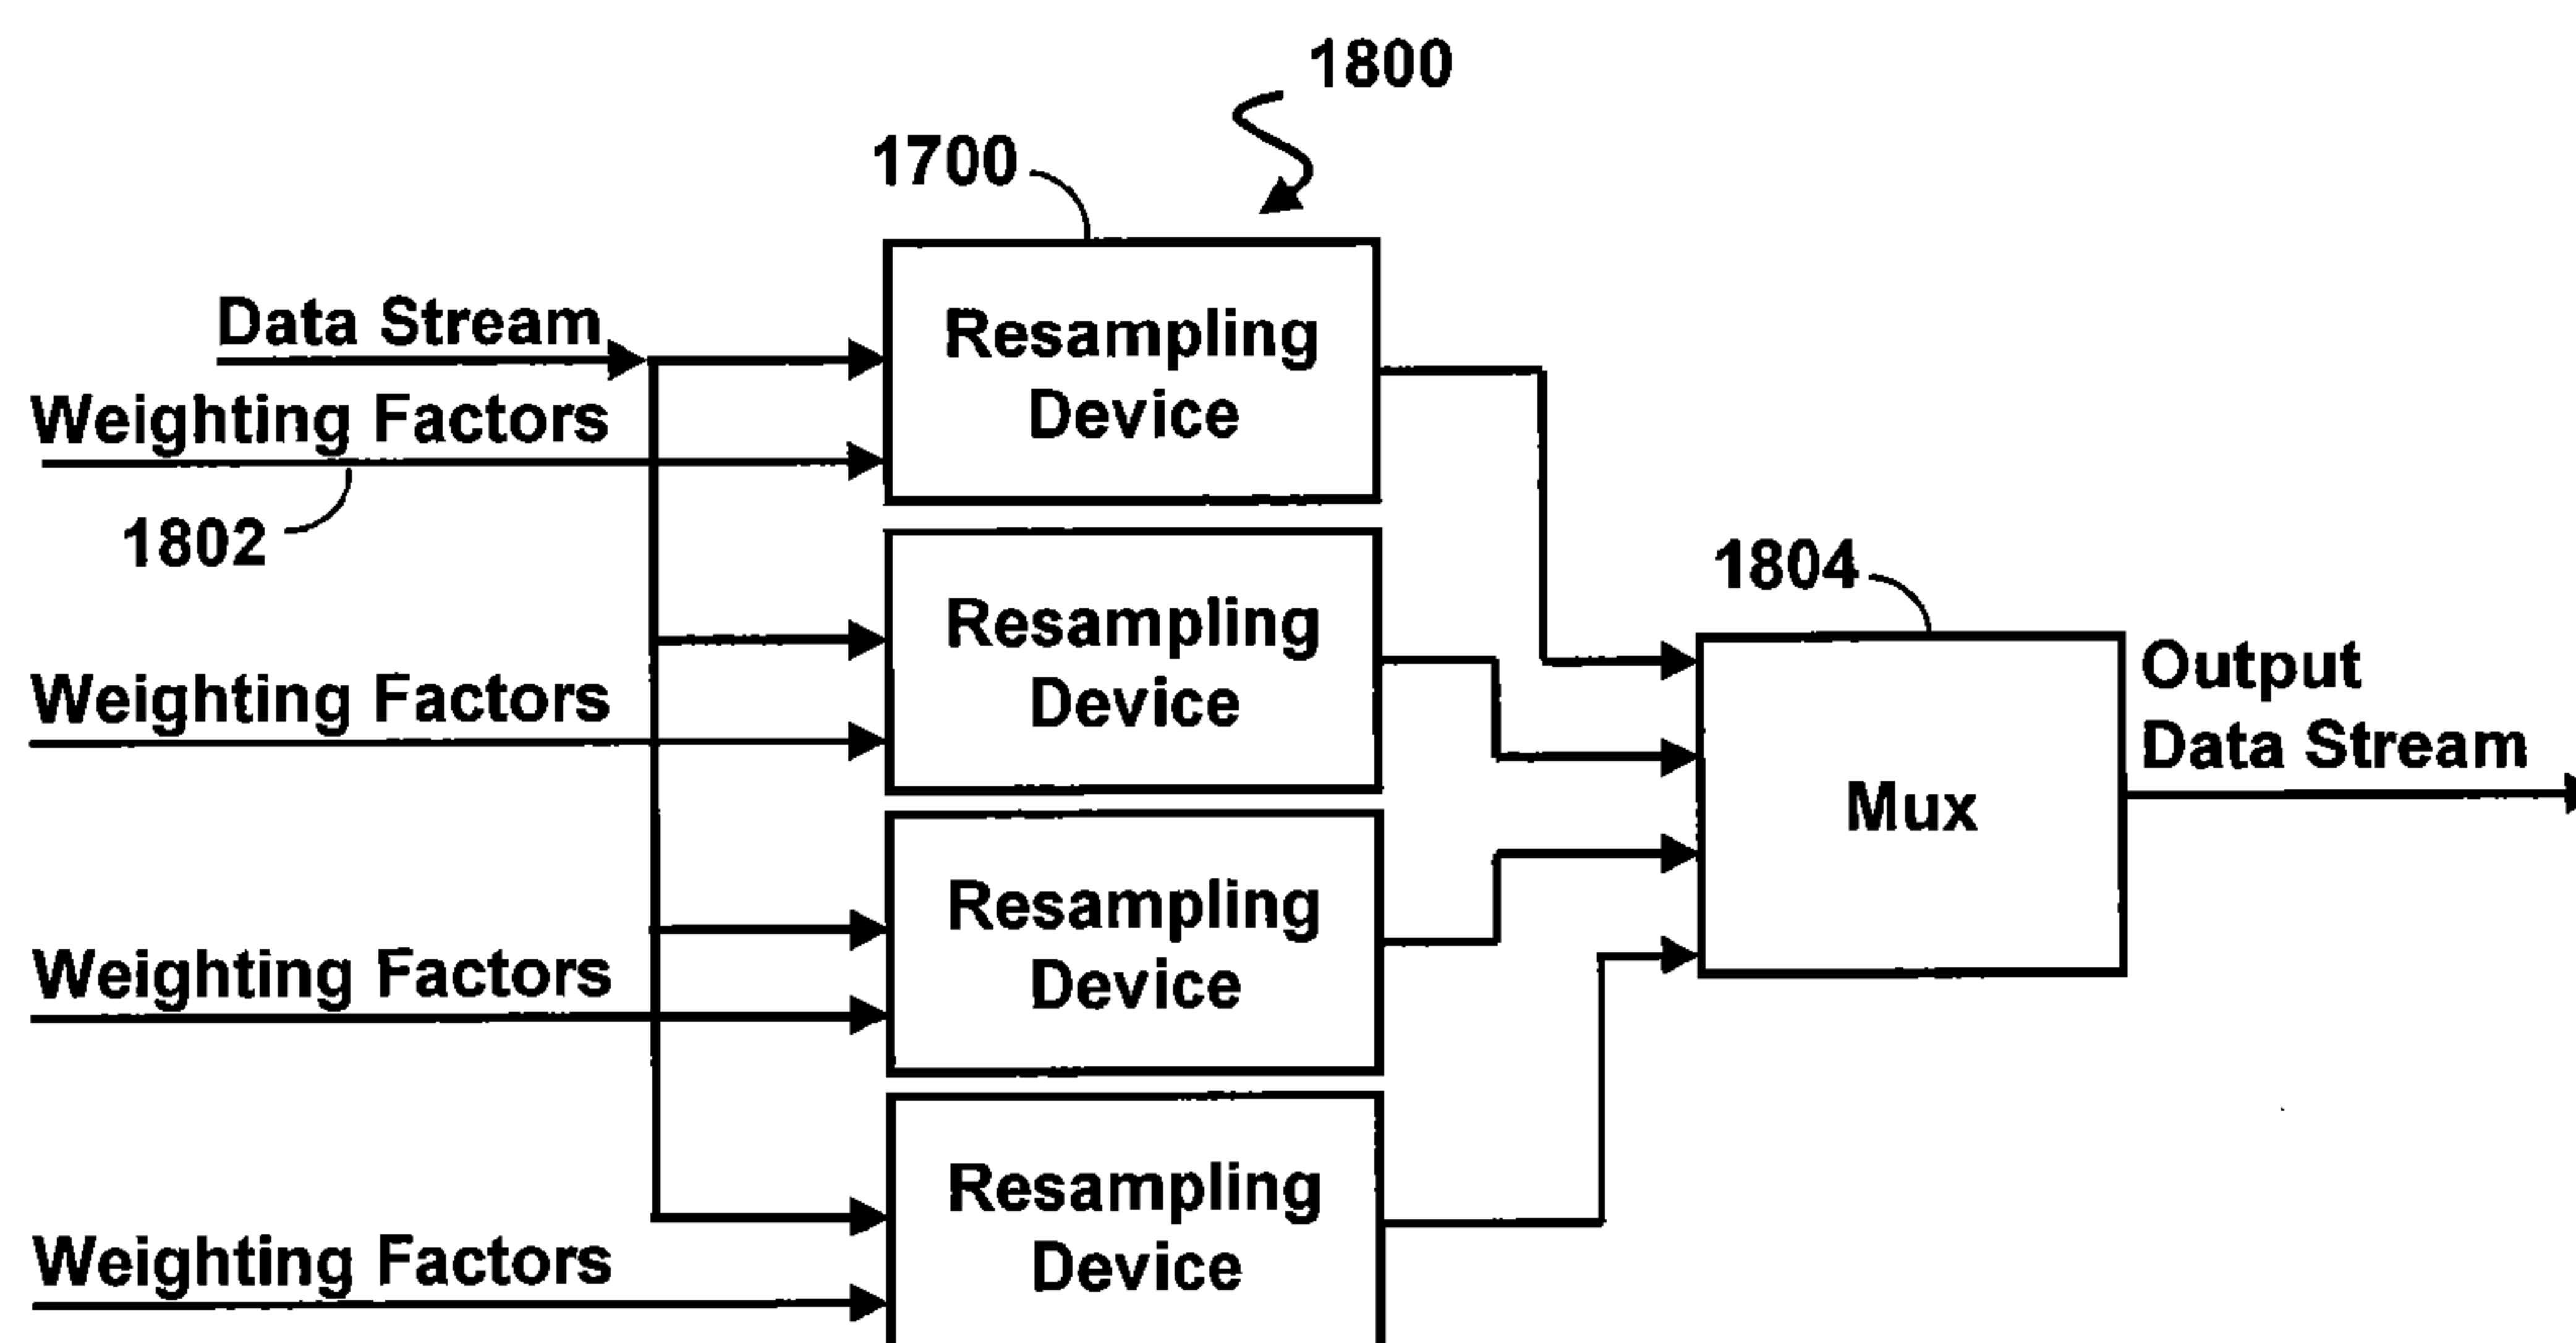 1800
1700
Data Stream
Resampling
Device
Weighting Factors
1802
1804
Resampling
Device
Weighting Factors
Output
Data Stream
Mux
Resampling
Device
Weighting Factors
Resampling
Device
Weighting Factors